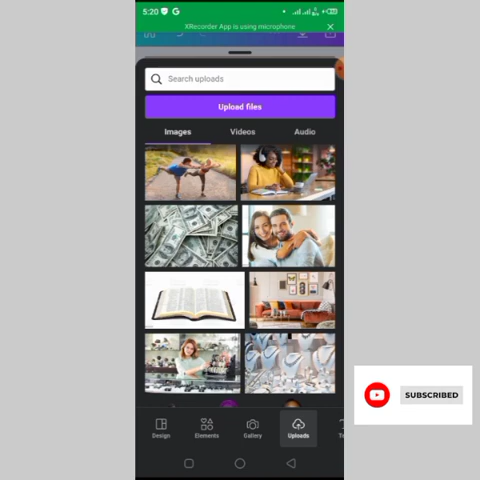 5:20
XRecorder App is using microphone
Search uploads
Upload files
Images
Videos
Audio
Design
Elements
Gallery
Uploads
SUBSCRIBED